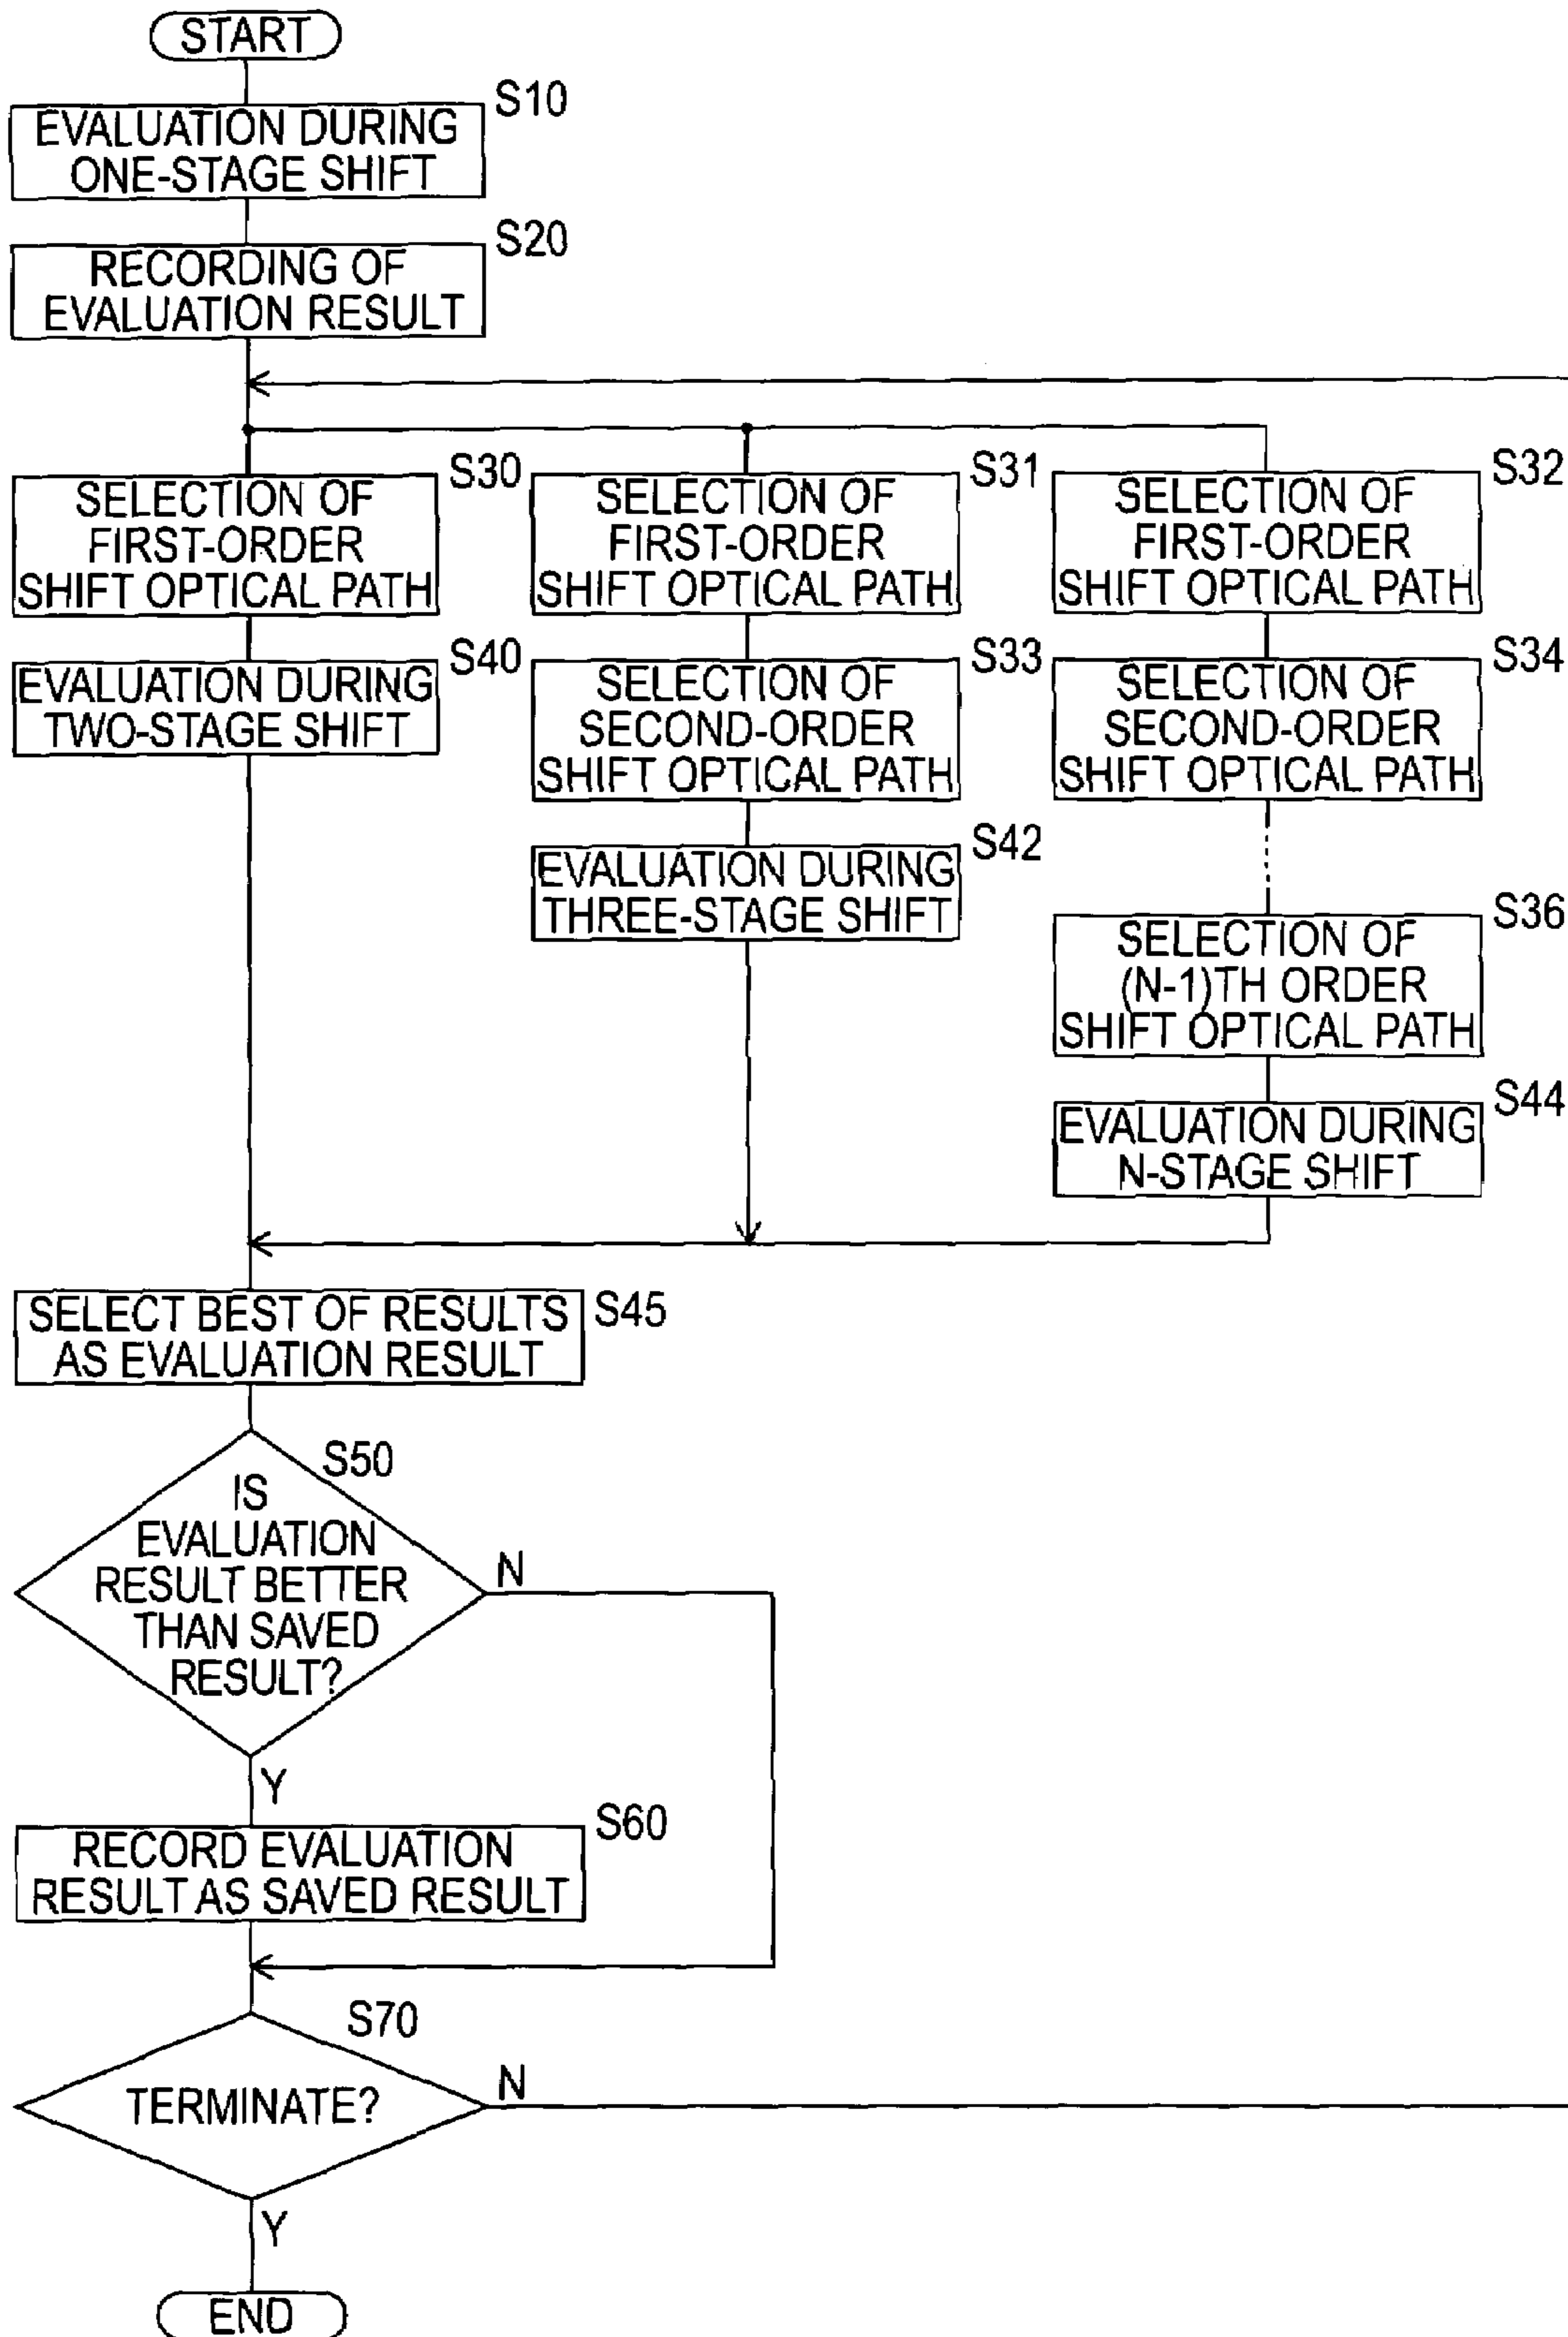 START
S10
EVALUATION DURING
ONE-STAGE SHIFT
S20
RECORDING OF
EVALUATION RESULT
S30
SELECTION OF
FIRST-ORDER
SHIFT OPTICAL PATH
S31
SELECTION OF
FIRST-ORDER
SHIFT OPTICAL PATH
S32
SELECTION OF
FIRST-ORDER
SHIFT OPTICAL PATH
S40
EVALUATION DURING
TWO-STAGE SHIFT
S33
SELECTION OF
SECOND-ORDER
SHIFT OPTICAL PATH
S34
SELECTION OF
SECOND-ORDER
SHIFT OPTICAL PATH
S42
EVALUATION DURING
THREE-STAGE SHIFT
S36
SELECTION OF
(N-1)TH ORDER
SHIFT OPTICAL PATH
S44
EVALUATION DURING
N-STAGE SHIFT
S45
SELECT BEST OF RESULTS
AS EVALUATION RESULT
S50
IS
EVALUATION
RESULT BETTER
THAN SAVED
RESULT?
N
Y
S60
RECORD EVALUATION
RESULT AS SAVED RESULT
S70
TERMINATE?
N
Y
END